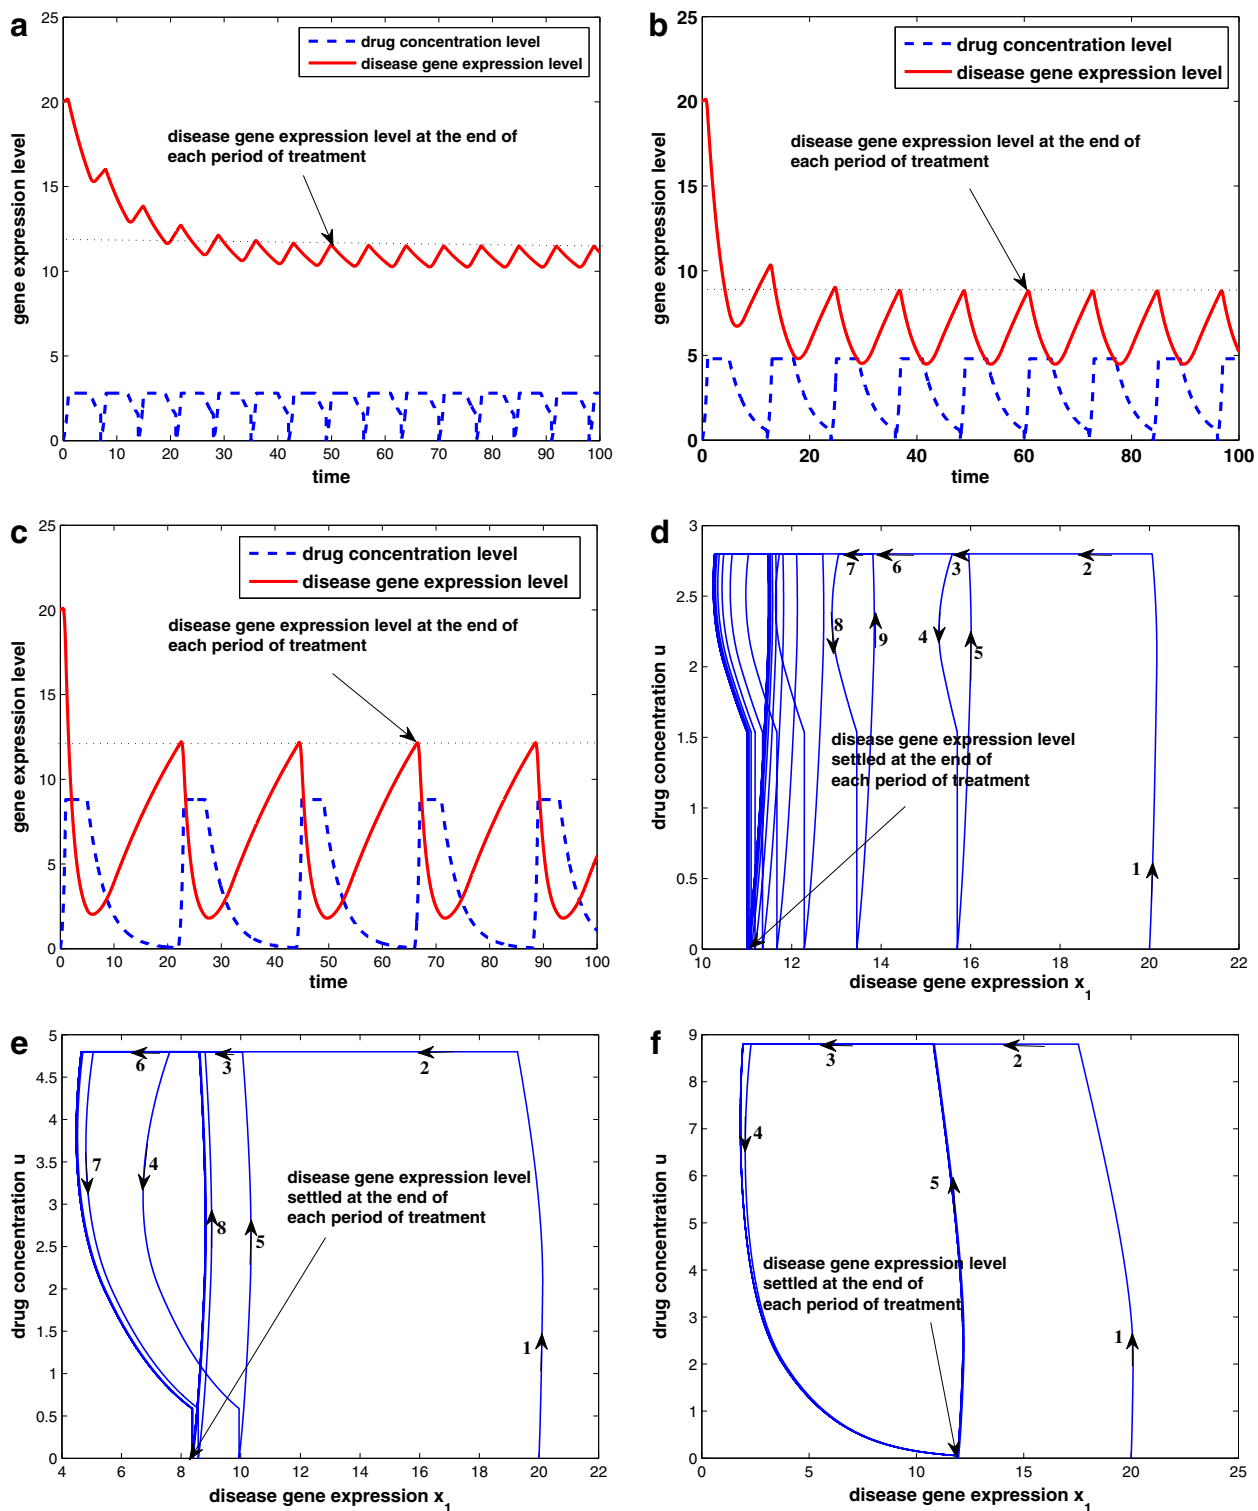 a
drug concentration level
disease gene expression level
disease gene expression level at the end of
each period of treatment
gene expression level
25
20
15
10
5
0
0 10 20 30 40 50 60 70 80 90 100
time
b
drug concentration level
disease gene expression level
disease gene expression level at the end of
each period of treatment
gene expression level
25
20
15
10
5
0
0 20 40 60 80 100
time
c
drug concentration level
disease gene expression level
disease gene expression level at the end of
each period of treatment
gene expression level
25
20
15
10
5
0
0 10 20 30 40 50 60 70 80 90 100
time
d
7 6 3 2
8 9 4 5
1
disease gene expression level
settled at the end of
each period of treatment
drug concentration u
3
2.5
2
1.5
1
0.5
0
10 12 14 16 18 20 22
disease gene expression x1
e
6 3 2
7 4
8 5
1
disease gene expression level
settled at the end of
each period of treatment
drug concentration u
5
4.5
4
3.5
3
2.5
2
1.5
1
0.5
0
4 6 8 10 12 14 16 18 20 22
disease gene expression x1
f
3 2
4
5
1
disease gene expression level
settled at the end of
each period of treatment
drug concentration u
9
8
7
6
5
4
3
2
1
0
0 5 10 15 20 25
disease gene expression x1